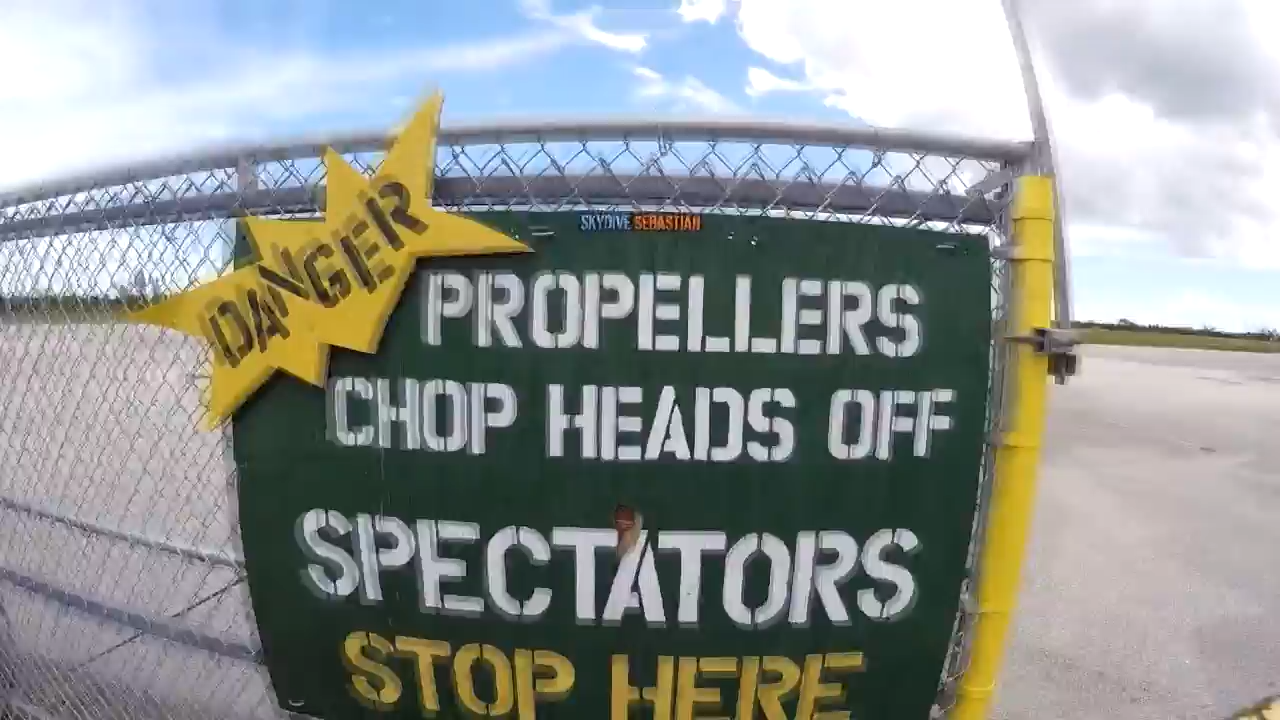 SKYDIVE SEBASTIAN
DANGER
PROPELLERS
CHOP HEADS OFF
SPECTATORS
STOP HERE